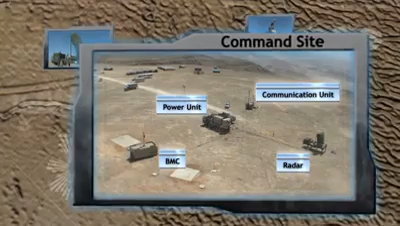 Command Site
Communication Unit
Power Unit
BMC
Radar